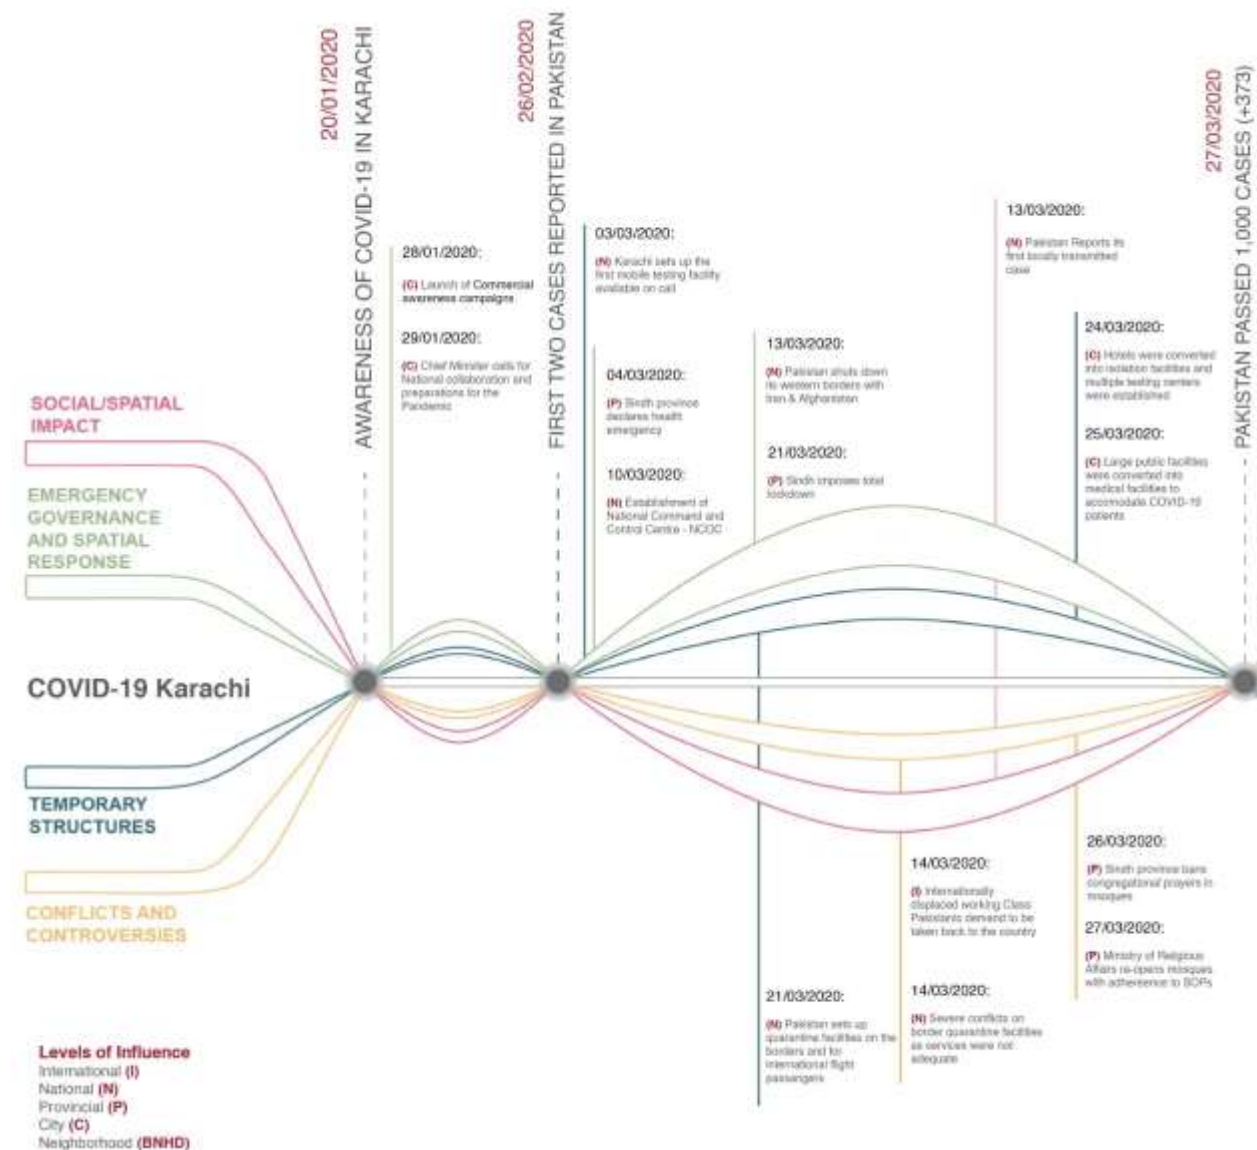 20/01/2020
AWARENESS OF COVID-19 IN KARACHI
26/02/2020
FIRST TWO CASES REPORTED IN PAKISTAN
27/03/2020
PAKISTAN PASSED 1,000 CASES (+373)
28/01/2020:
(C) Launch of Commercial
awareness campaigns
29/01/2020:
(C) Chief Minister calls for
National collaboration and
preparations for the
Pandemic
03/03/2020:
(N) Karachi sets up the
first mobile testing facility
available on call
04/03/2020:
(P) Sindh province
declares health
emergency
10/03/2020:
(N) Establishment of
National Command and
Control Centre - NCOC
13/03/2020:
(N) Pakistan shuts down
its western borders with
Iran & Afghanistan
21/03/2020:
(P) Sindh imposes total
lockdown
13/03/2020:
(N) Pakistan Reports its
first locally transmitted
case
24/03/2020:
(C) Hotels were converted
into isolation facilities and
multiple testing centers
were established
25/03/2020:
(C) Large public facilities
were converted into
medical facilities to
accomodate COVID-19
patients
SOCIAL/SPATIAL
IMPACT
EMERGENCY
GOVERNANCE
AND SPATIAL
RESPONSE
COVID-19 Karachi
TEMPORARY
STRUCTURES
CONFLICTS AND
CONTROVERSIES
21/03/2020:
(N) Pakistan sets up
quarantine facilities on the
borders and for
international flight
passangers
14/03/2020:
(I) Internationally
displaced working Class
Pakistanis demand to be
taken back to the country
14/03/2020:
(N) Severe conflicts on
border quarantine facilities
as services were not
adequate
26/03/2020:
(P) Sindh province bans
congregational prayers in
mosques
27/03/2020:
(P) Ministry of Religious
Affairs re-opens mosques
with adherence to SOPs
Levels of Influence
International (I)
National (N)
Provincial (P)
City (C)
Neighborhood (BNHD)